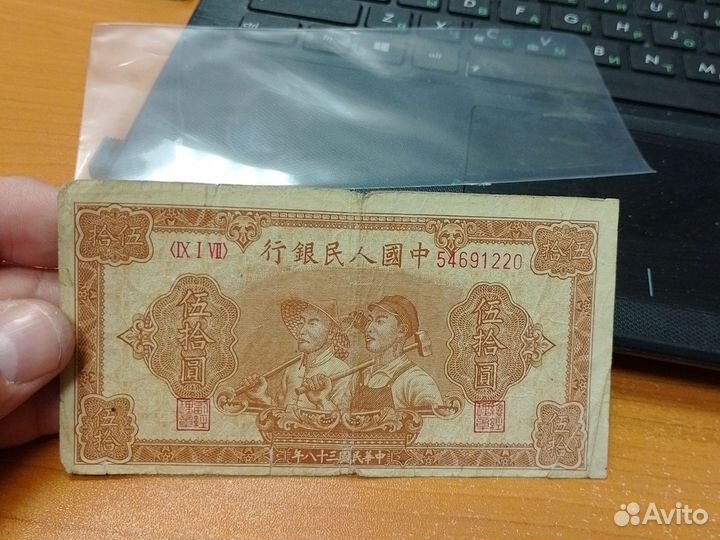 伍拾
伍拾
〈IX I VII〉
中國人民銀行
54691220
伍拾圓
伍拾圓
伍拾
伍拾
中華民國三十八年
alt
Avito